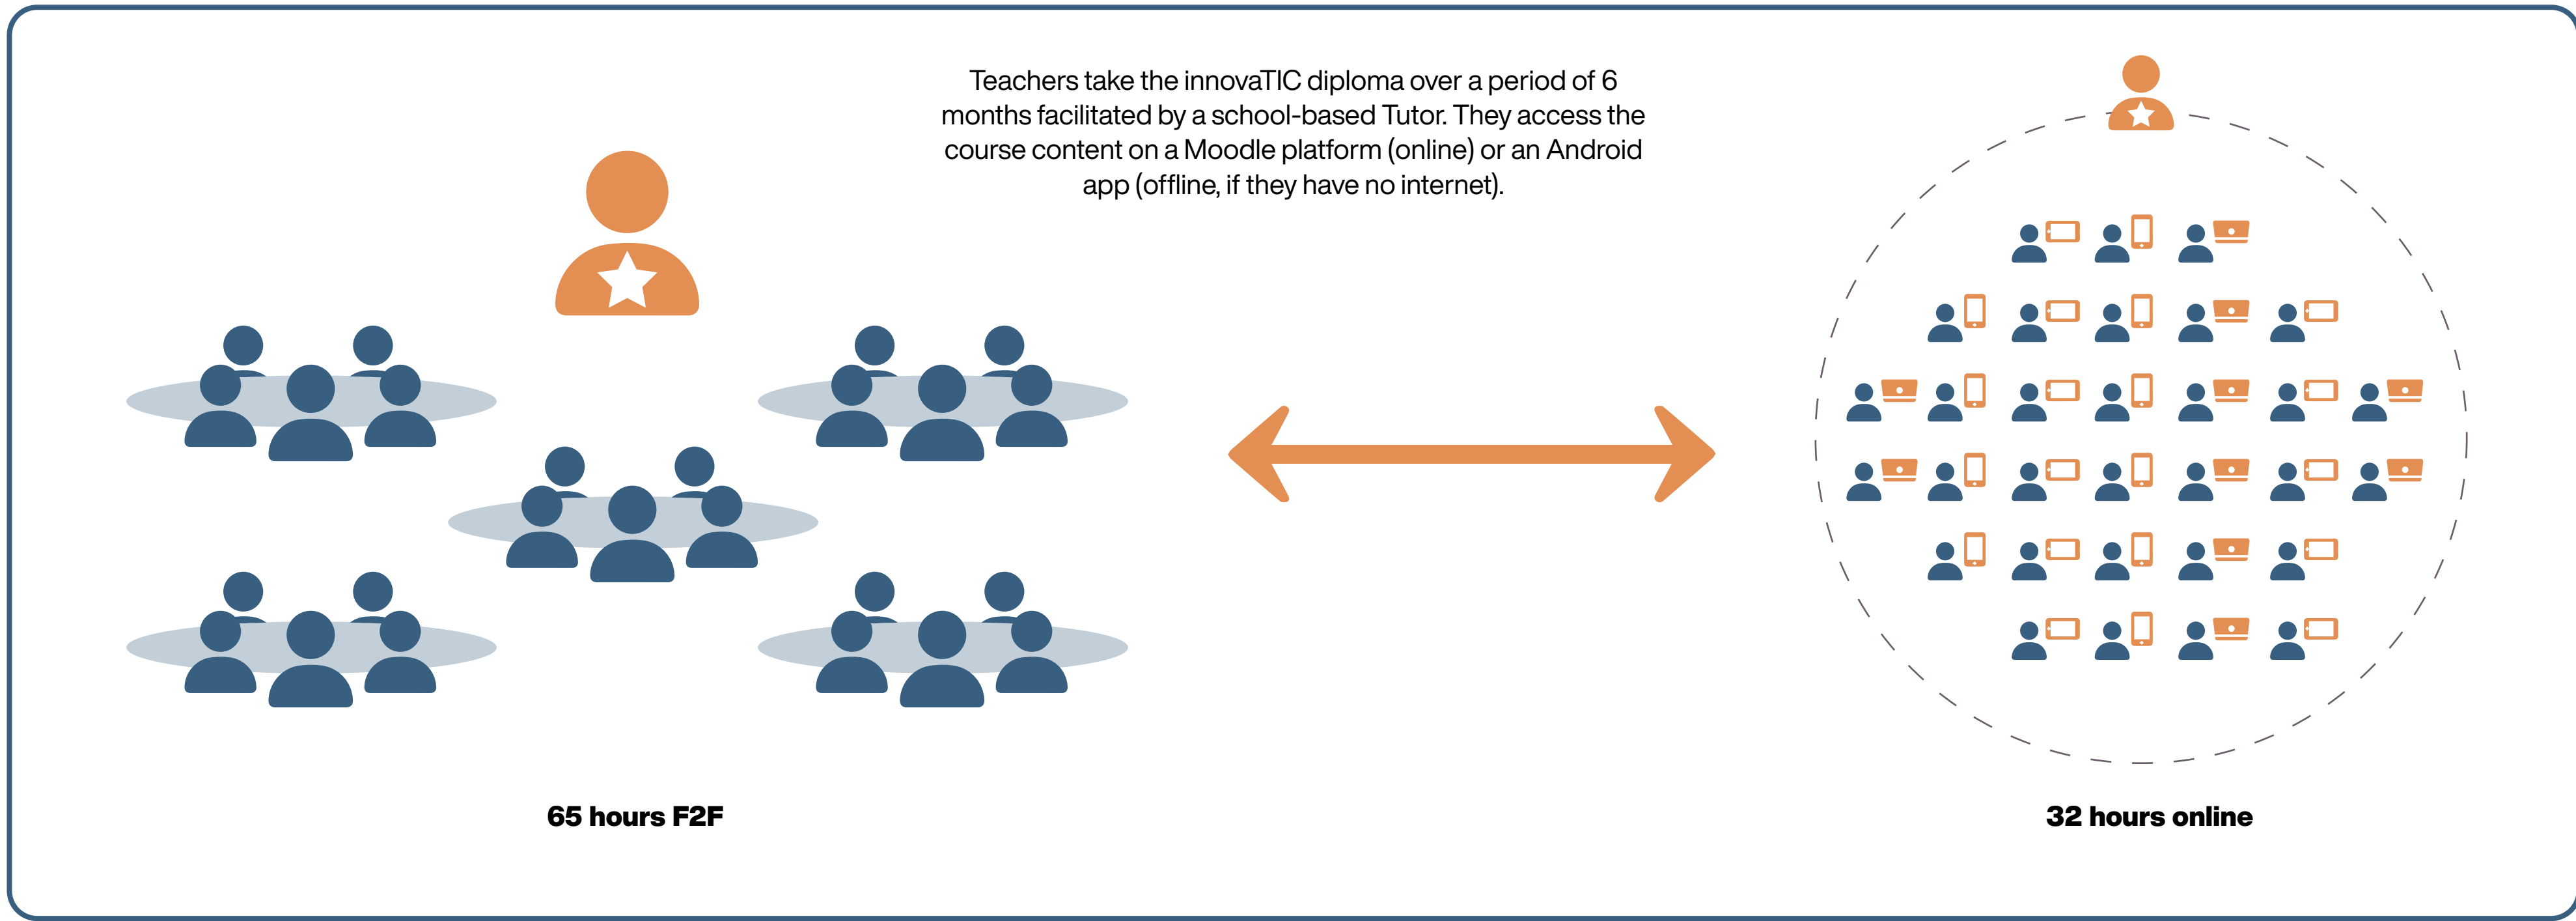 Teachers take the innovaTIC diploma over a period of 6
months facilitated by a school-based Tutor. They access the
course content on a Moodle platform (online) or an Android
app (offline, if they have no internet).
65 hours F2F
32 hours online